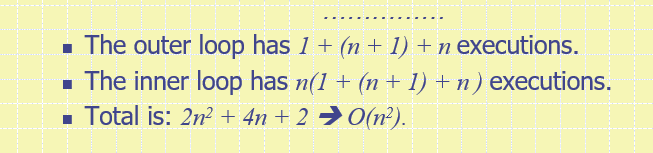 ...............
▪ The outer loop has 1 + (n + 1) + n executions.
▪ The inner loop has n(1 + (n + 1) + n ) executions.
▪ Total is: 2n² + 4n + 2 ➔ O(n²).